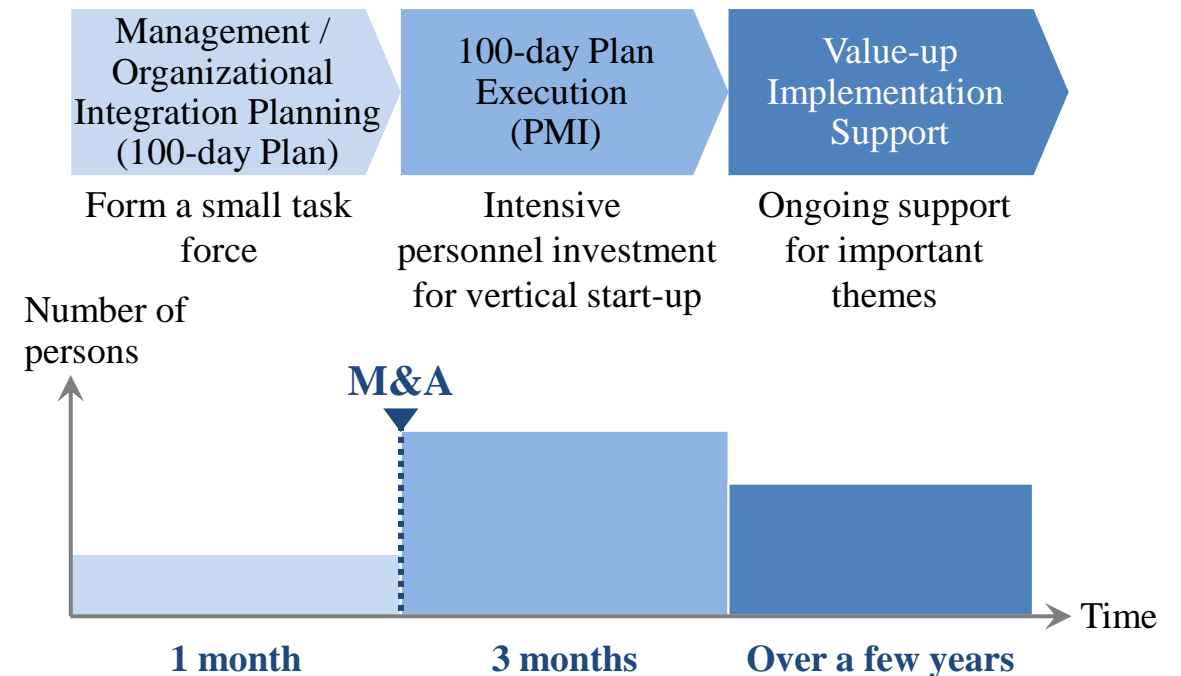 Management /
Organizational
Integration Planning
(100-day Plan)
100-day Plan
Execution
(PMI)
Value-up
Implementation
Support
Form a small task
force
Intensive
personnel investment
for vertical start-up
Ongoing support
for important
themes
Number of
persons
M&A
Time
1 month
3 months
Over a few years